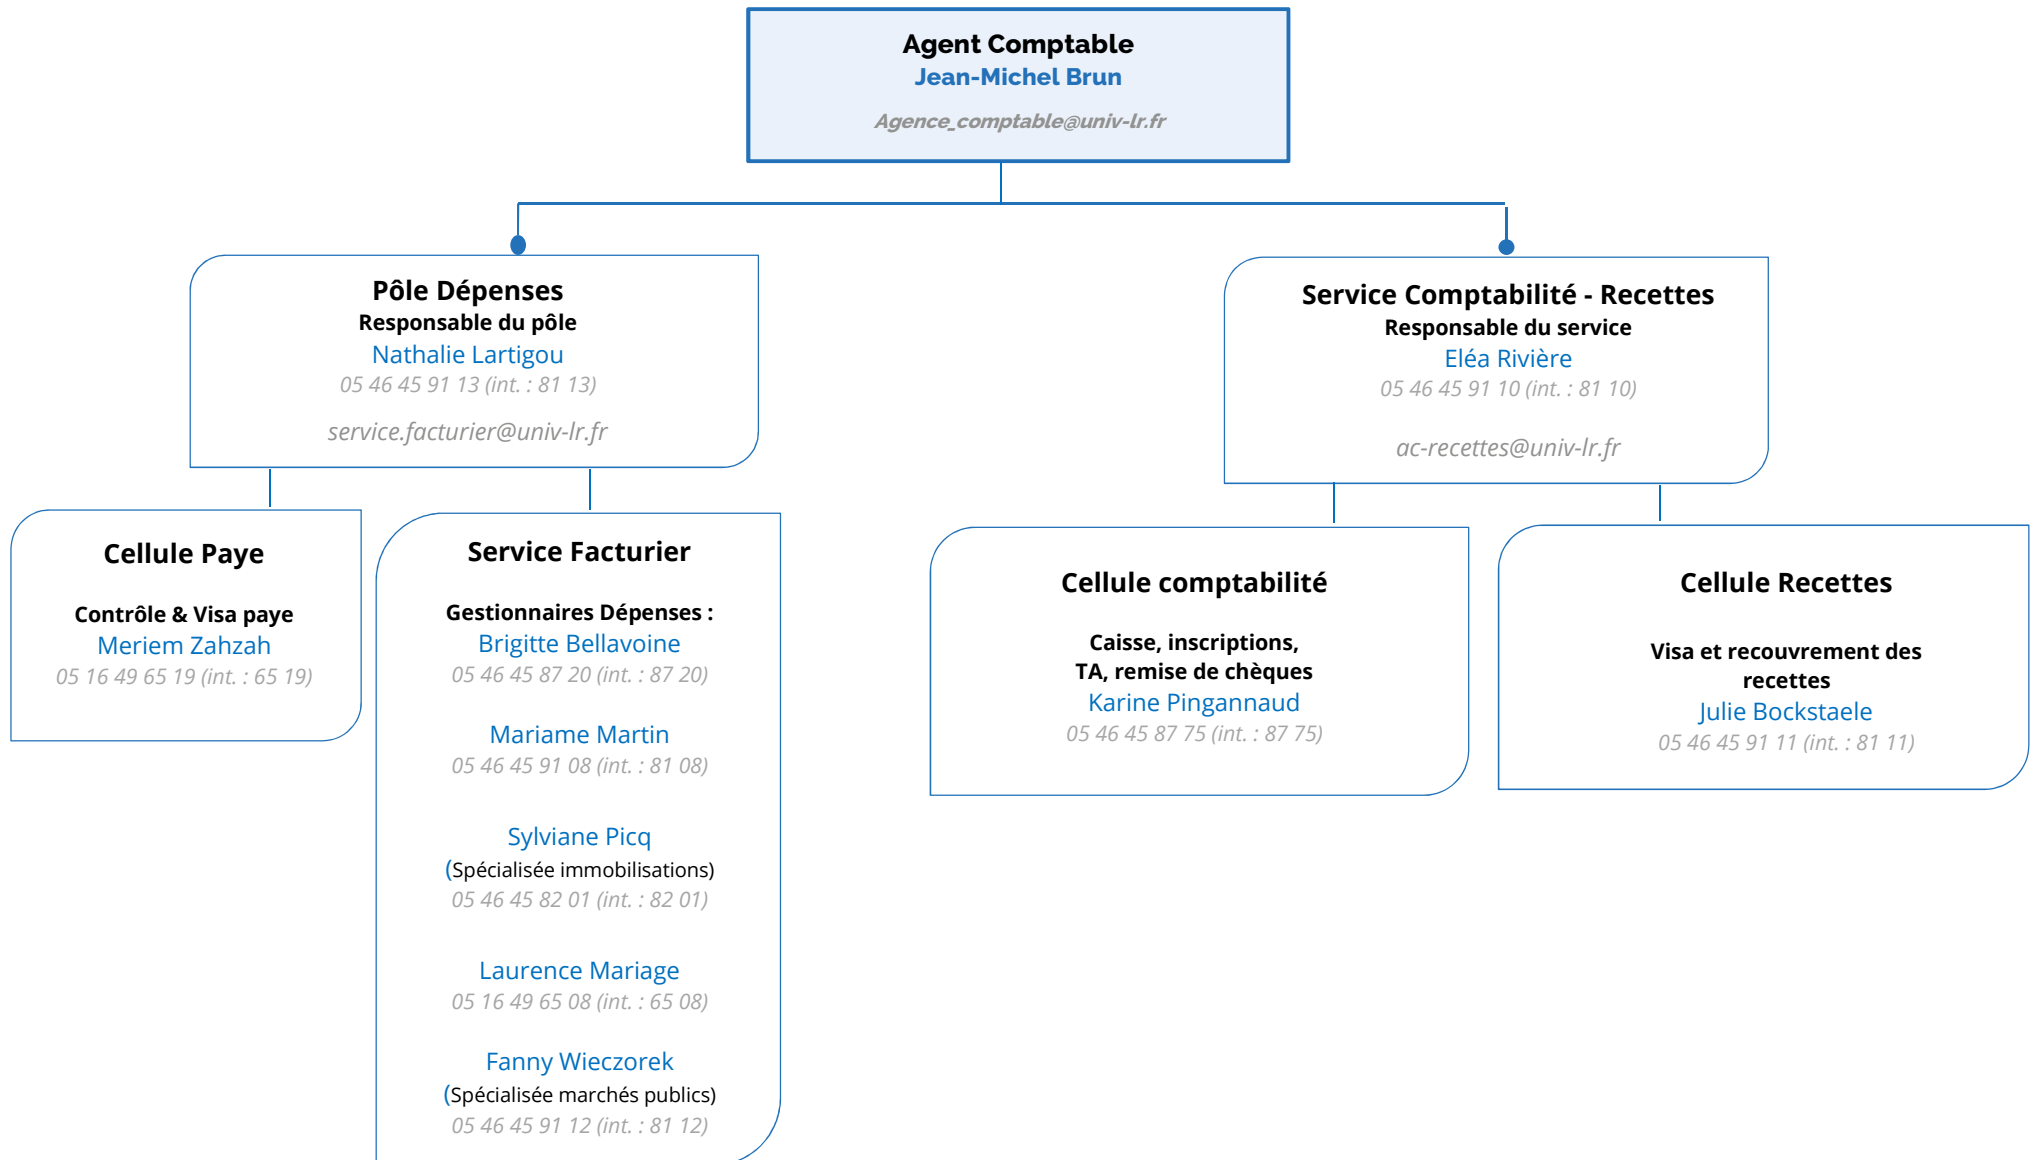 Agent Comptable
Jean-Michel Brun
Agence_comptable@univ-lr.fr
Pôle Dépenses
Responsable du pôle
Nathalie Lartigou
05 46 45 91 13 (int. : 81 13)
service.facturier@univ-lr.fr
Service Comptabilité - Recettes
Responsable du service
Eléa Rivière
05 46 45 91 10 (int. : 81 10)
ac-recettes@univ-lr.fr
Cellule Paye
Contrôle & Visa paye
Meriem Zahzah
05 16 49 65 19 (int. : 65 19)
Service Facturier
Gestionnaires Dépenses :
Brigitte Bellavoine
05 46 45 87 20 (int. : 87 20)
Mariame Martin
05 46 45 91 08 (int. : 81 08)
Sylviane Picq
(Spécialisée immobilisations)
05 46 45 82 01 (int. : 82 01)
Laurence Mariage
05 16 49 65 08 (int. : 65 08)
Fanny Wieczorek
(Spécialisée marchés publics)
05 46 45 91 12 (int. : 81 12)
Cellule comptabilité
Caisse, inscriptions,
TA, remise de chèques
Karine Pingannaud
05 46 45 87 75 (int. : 87 75)
Cellule Recettes
Visa et recouvrement des
recettes
Julie Bockstaele
05 46 45 91 11 (int. : 81 11)